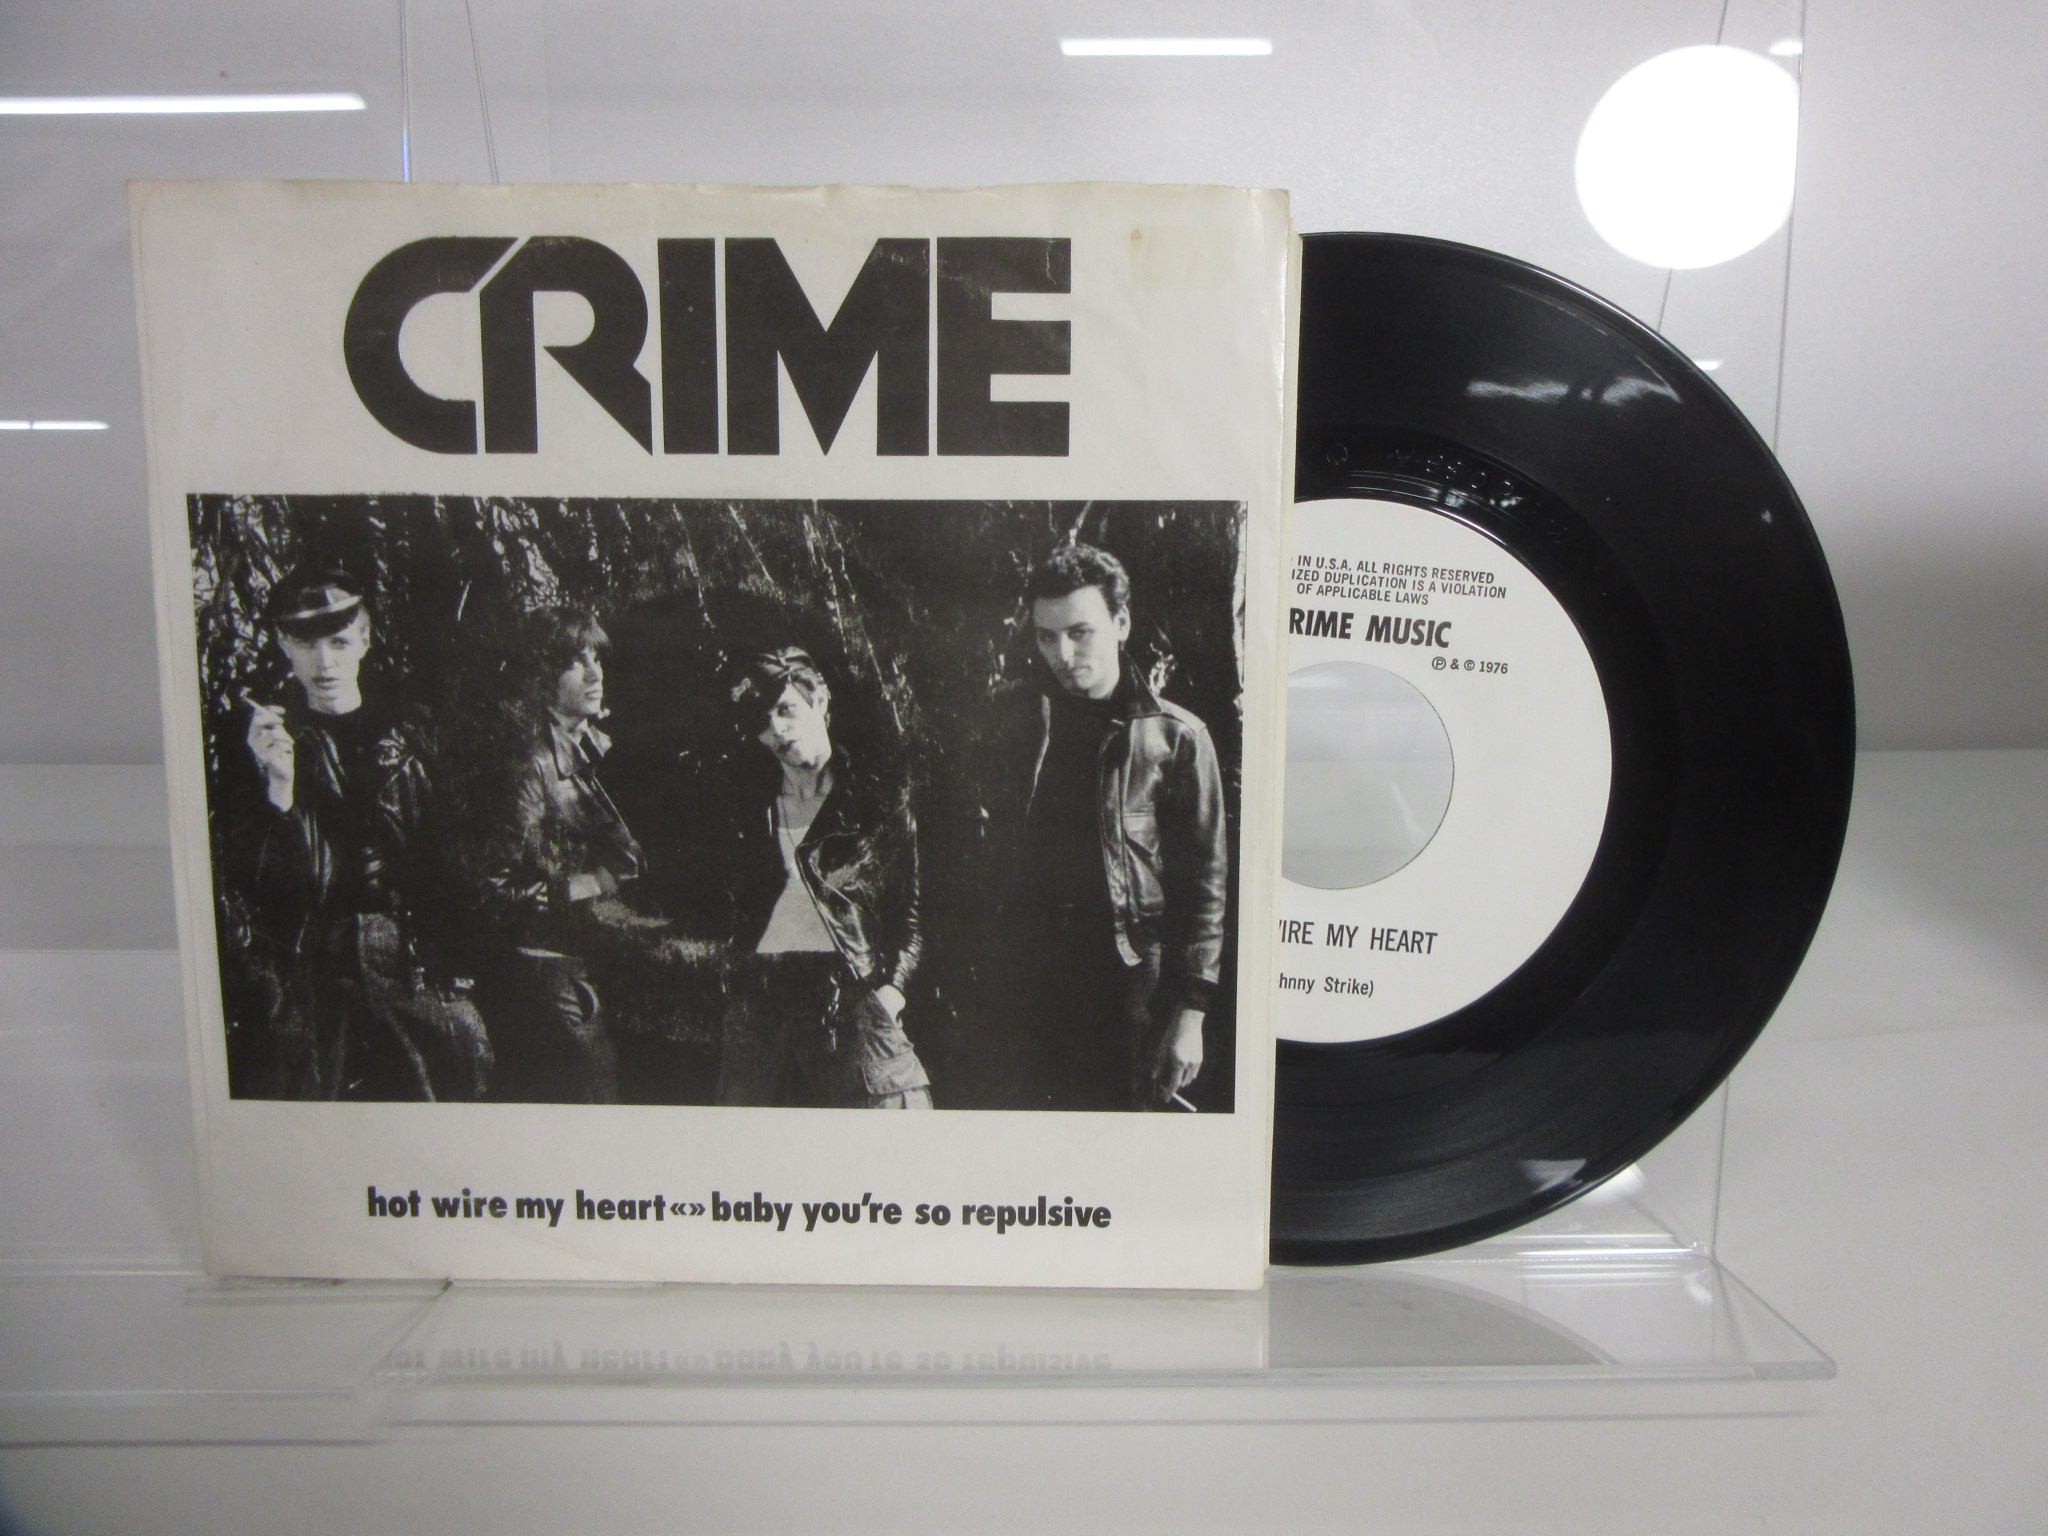 CRIME
hot wire my heart«»baby you're so repulsive
IN U.S.A. ALL RIGHTS RESERVED
IZED DUPLICATION IS A VIOLATION
OF APPLICABLE LAWS
RIME MUSIC
℗ & © 1976
IRE MY HEART
hnny Strike)